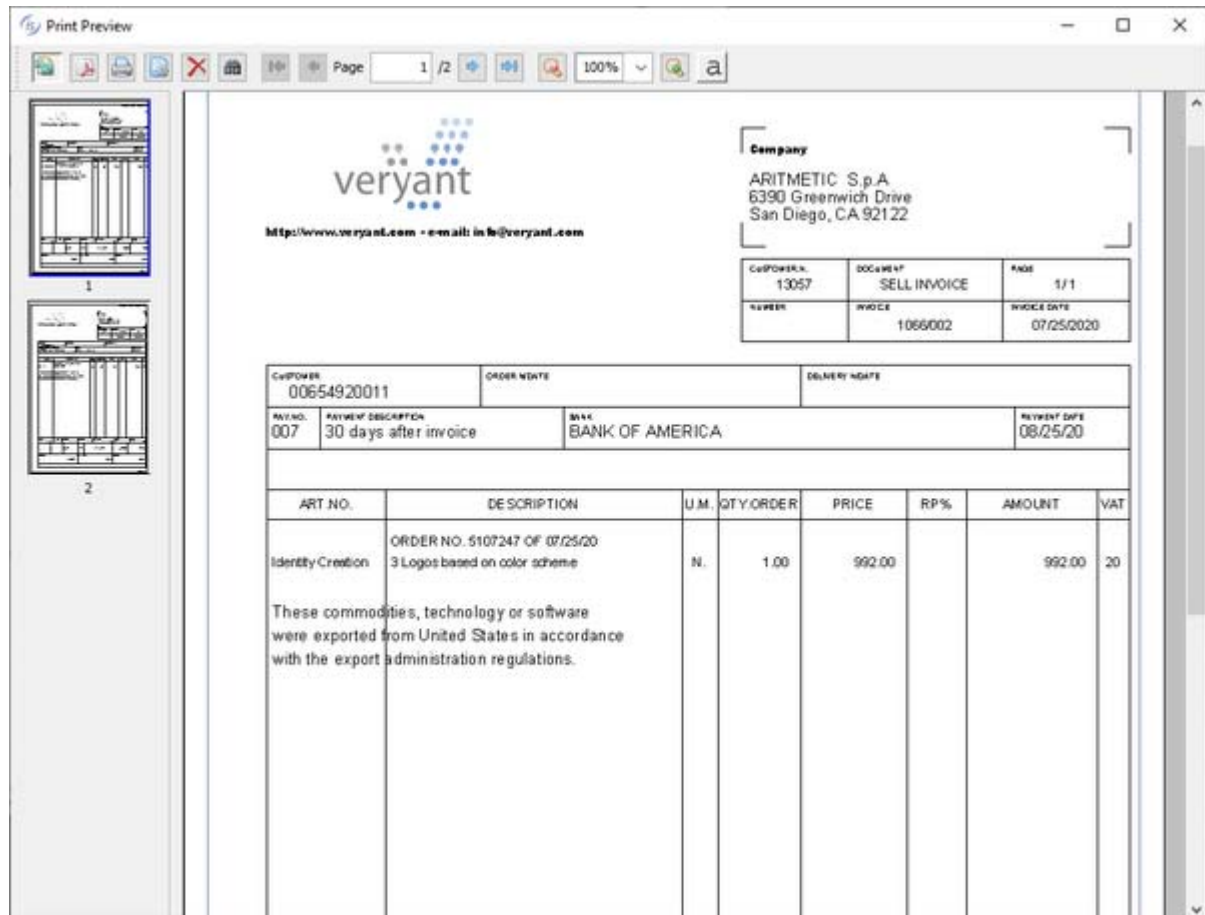 Print Preview
Page 1 /2 100% a
1
2
veryant
http://www.veryant.com - e-mail: info@veryant.com
Company
ARITMETIC S.p.A
6390 Greenwich Drive
San Diego, CA 92122
CUSTOMER N. DOCUMENT PAGE
13057 SELL INVOICE 1/1
NUMBER INVOICE INVOICE DATE
1066/002 07/25/2020
CUSTOMER ORDER N/DATE DELIVERY N/DATE
00654920011
PAY.NO. PAYMENT DESCRIPTION BANK PAYMENT DATE
007 30 days after invoice BANK OF AMERICA 08/25/20
ART.NO. DESCRIPTION U.M. QTY.ORDER PRICE RP% AMOUNT VAT
ORDER NO. 5107247 OF 07/25/20
Identity Creation 3 Logos based on color scheme N. 1.00 992.00 992.00 20
These commodities, technology or software
were exported from United States in accordance
with the export administration regulations.